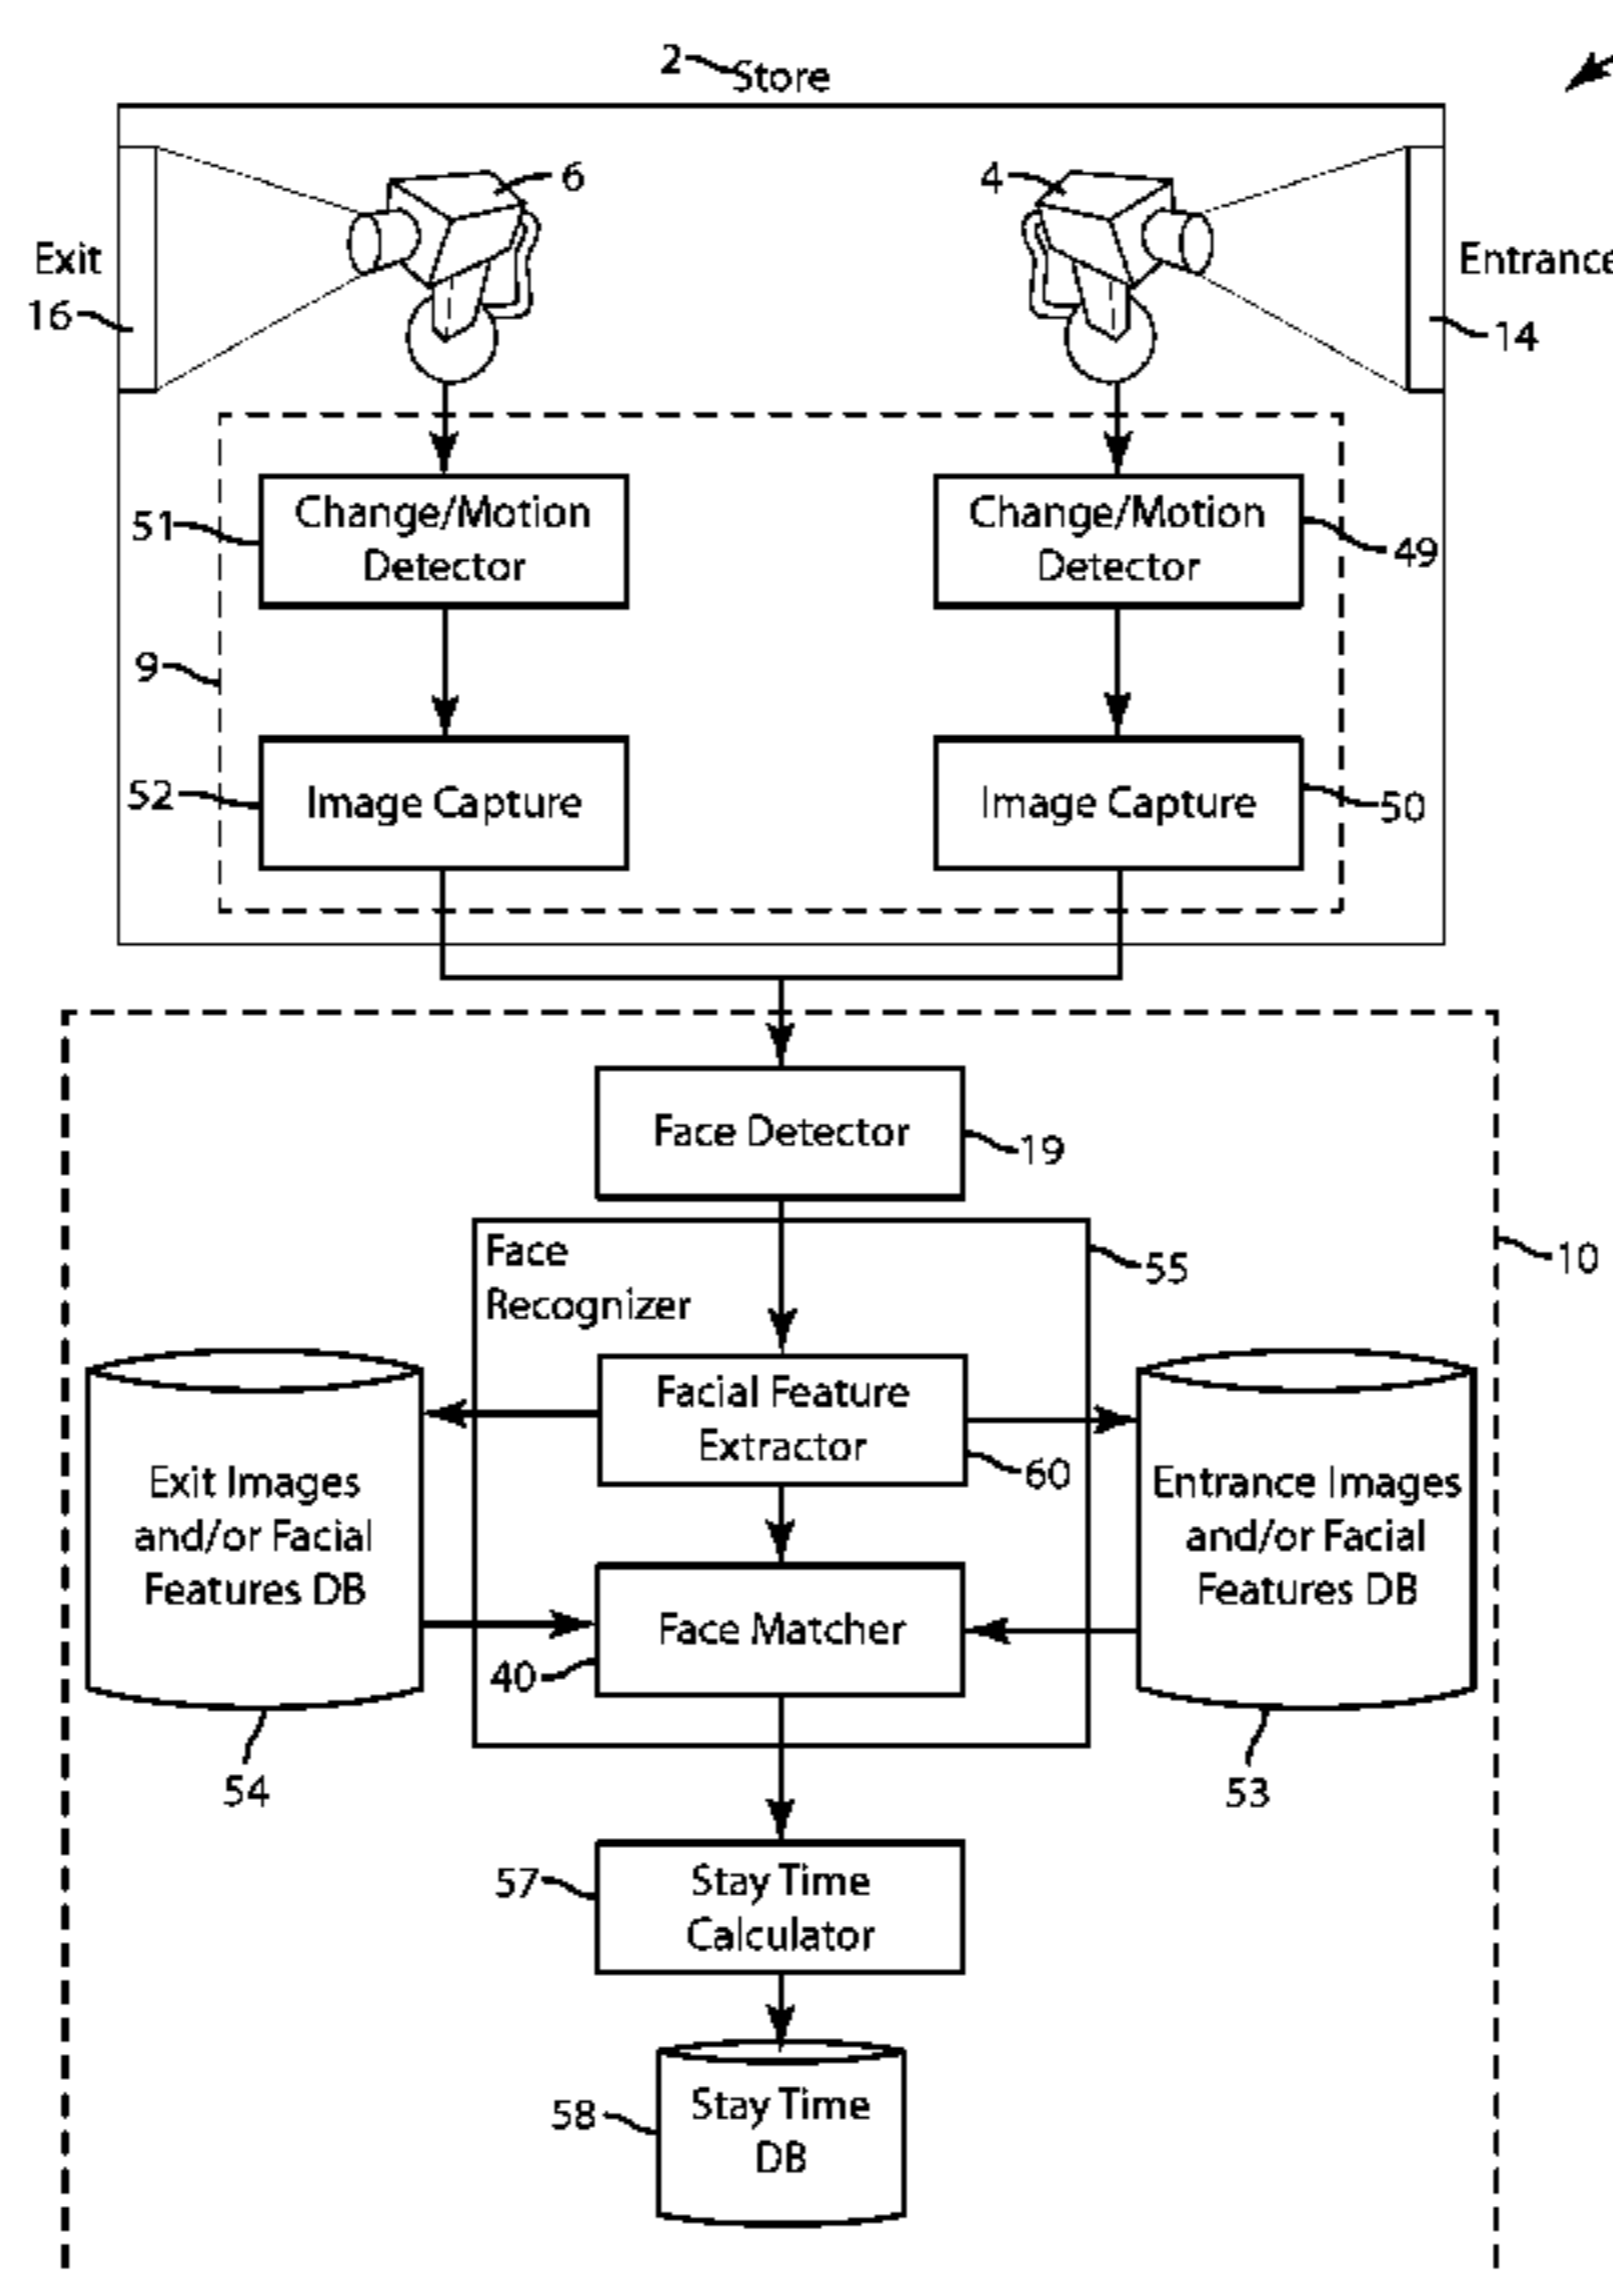 2 Store
6
4
Exit
16
Entrance
14
Change/Motion
Detector
51
Change/Motion
Detector
49
9
52
Image Capture
Image Capture
50
Face Detector
19
Face
Recognizer
55
10
Facial Feature
Extractor
60
Exit Images
and/or Facial
Features DB
Entrance Images
and/or Facial
Features DB
Face Matcher
40
54
53
57
Stay Time
Calculator
58
Stay Time
DB